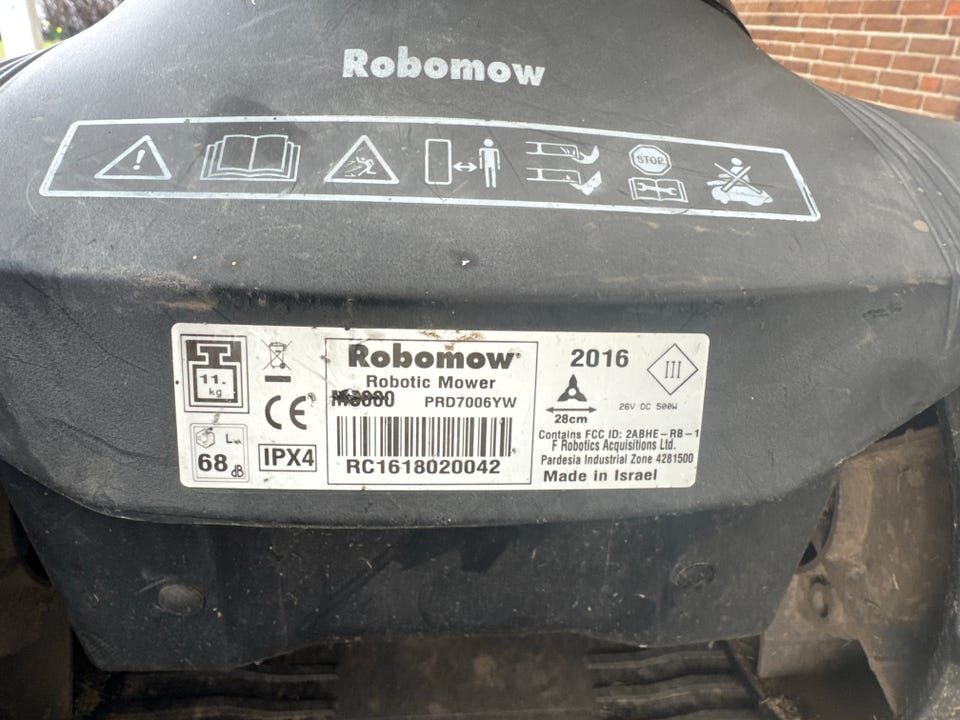 Robomow
STOP
11.
kg
68 dB
CE
IPX4
Robomow®
Robotic Mower
PRD7006YW
RC1618020042
2016
III
28cm
26V DC 500W
Contains FCC ID: 2ABHE-RB-1
F Robotics Acquisitions Ltd.
Pardesia Industrial Zone 4281500
Made in Israel